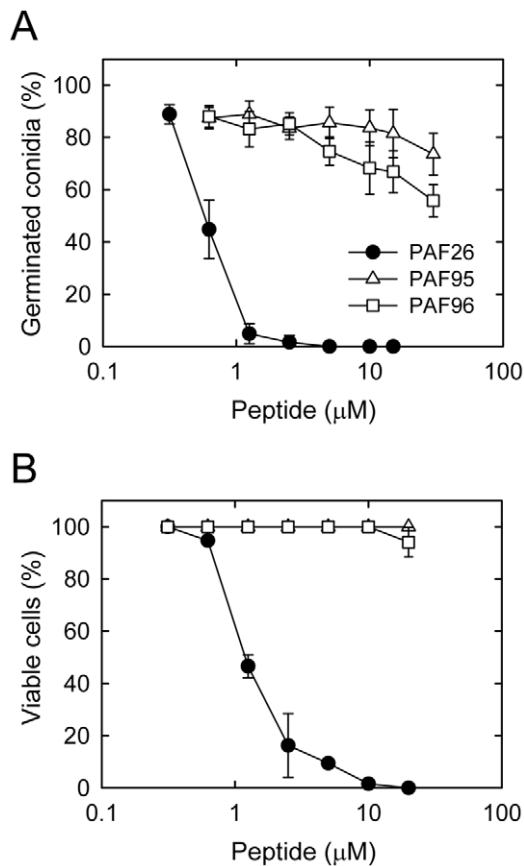 A
Germinated conidia (%)
100
80
60
40
20
0
PAF26
PAF95
PAF96
0.1 1 10 100
Peptide (μM)
B
Viable cells (%)
100
80
60
40
20
0
0.1 1 10 100
Peptide (μM)